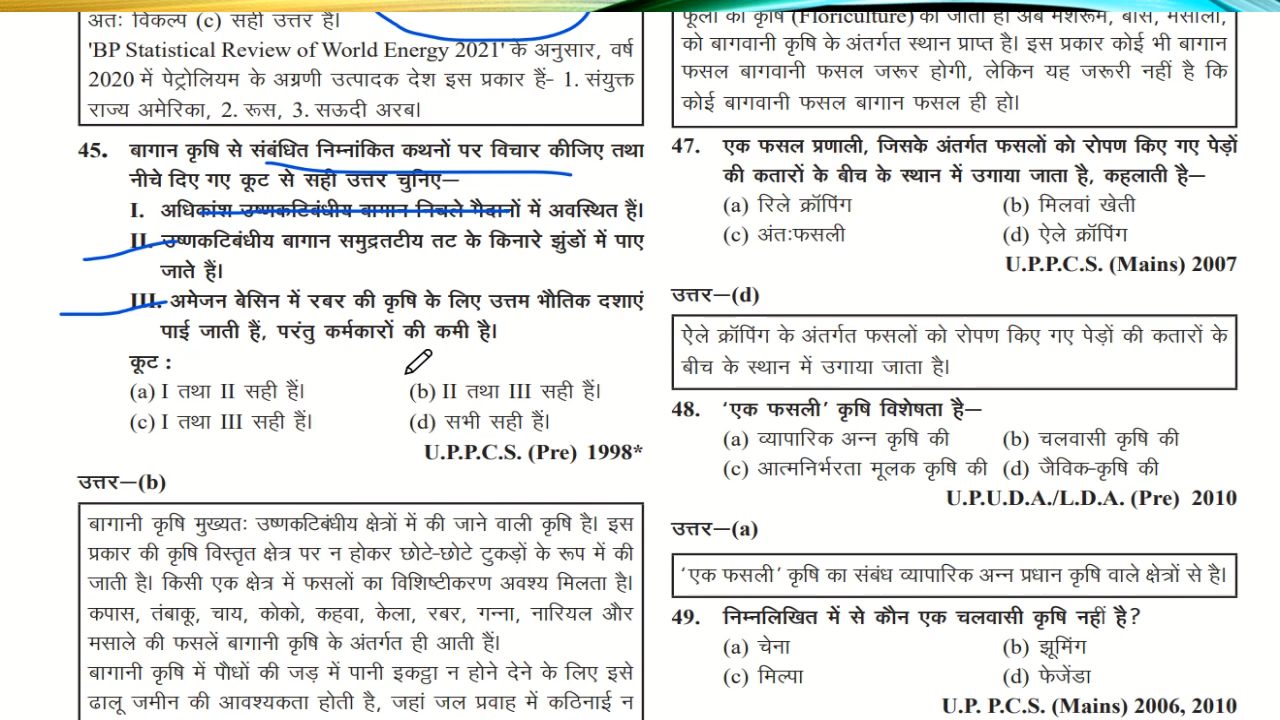 अतः विकल्प (c) सही उत्तर है।
'BP Statistical Review of World Energy 2021' के अनुसार, वर्ष
2020 में पेट्रोलियम के अग्रणी उत्पादक देश इस प्रकार हैं- 1. संयुक्त
राज्य अमेरिका, 2. रूस, 3. सऊदी अरब।
45. बागान कृषि से संबंधित निम्नांकित कथनों पर विचार कीजिए तथा
नीचे दिए गए कूट से सही उत्तर चुनिए—
I. अधिकांश उष्णकटिबंधीय बागान निचले मैदानों में अवस्थित हैं।
II. उष्णकटिबंधीय बागान समुद्रतटीय तट के किनारे झुंडों में पाए
जाते हैं।
III. अमेजन बेसिन में रबर की कृषि के लिए उत्तम भौतिक दशाएं
पाई जाती हैं, परंतु कर्मकारों की कमी है।
कूट :
(a) I तथा II सही हैं। (b) II तथा III सही हैं।
(c) I तथा III सही हैं। (d) सभी सही हैं।
U.P.P.C.S. (Pre) 1998*
उत्तर—(b)
बागानी कृषि मुख्यतः उष्णकटिबंधीय क्षेत्रों में की जाने वाली कृषि है। इस
प्रकार की कृषि विस्तृत क्षेत्र पर न होकर छोटे-छोटे टुकड़ों के रूप में की
जाती है। किसी एक क्षेत्र में फसलों का विशिष्टीकरण अवश्य मिलता है।
कपास, तंबाकू, चाय, कोको, कहवा, केला, रबर, गन्ना, नारियल और
मसाले की फसलें बागानी कृषि के अंतर्गत ही आती हैं।
बागानी कृषि में पौधों की जड़ में पानी इकट्ठा न होने देने के लिए इसे
ढालू जमीन की आवश्यकता होती है, जहां जल प्रवाह में कठिनाई न
फूलों की कृषि (Floriculture) की जाती है। अब मशरूम, बांस, मसाला,
को बागवानी कृषि के अंतर्गत स्थान प्राप्त है। इस प्रकार कोई भी बागान
फसल बागवानी फसल जरूर होगी, लेकिन यह जरूरी नहीं है कि
कोई बागवानी फसल बागान फसल ही हो।
47. एक फसल प्रणाली, जिसके अंतर्गत फसलों को रोपण किए गए पेड़ों
की कतारों के बीच के स्थान में उगाया जाता है, कहलाती है—
(a) रिले क्रॉपिंग (b) मिलवां खेती
(c) अंतःफसली (d) ऐले क्रॉपिंग
U.P.P.C.S. (Mains) 2007
उत्तर—(d)
ऐले क्रॉपिंग के अंतर्गत फसलों को रोपण किए गए पेड़ों की कतारों के
बीच के स्थान में उगाया जाता है।
48. ‘एक फसली’ कृषि विशेषता है—
(a) व्यापारिक अन्न कृषि की (b) चलवासी कृषि की
(c) आत्मनिर्भरता मूलक कृषि की (d) जैविक-कृषि की
U.P.U.D.A./L.D.A. (Pre) 2010
उत्तर—(a)
‘एक फसली’ कृषि का संबंध व्यापारिक अन्न प्रधान कृषि वाले क्षेत्रों से है।
49. निम्नलिखित में से कौन एक चलवासी कृषि नहीं है?
(a) चेना (b) झूमिंग
(c) मिल्पा (d) फेजेंडा
U.P. P.C.S. (Mains) 2006, 2010